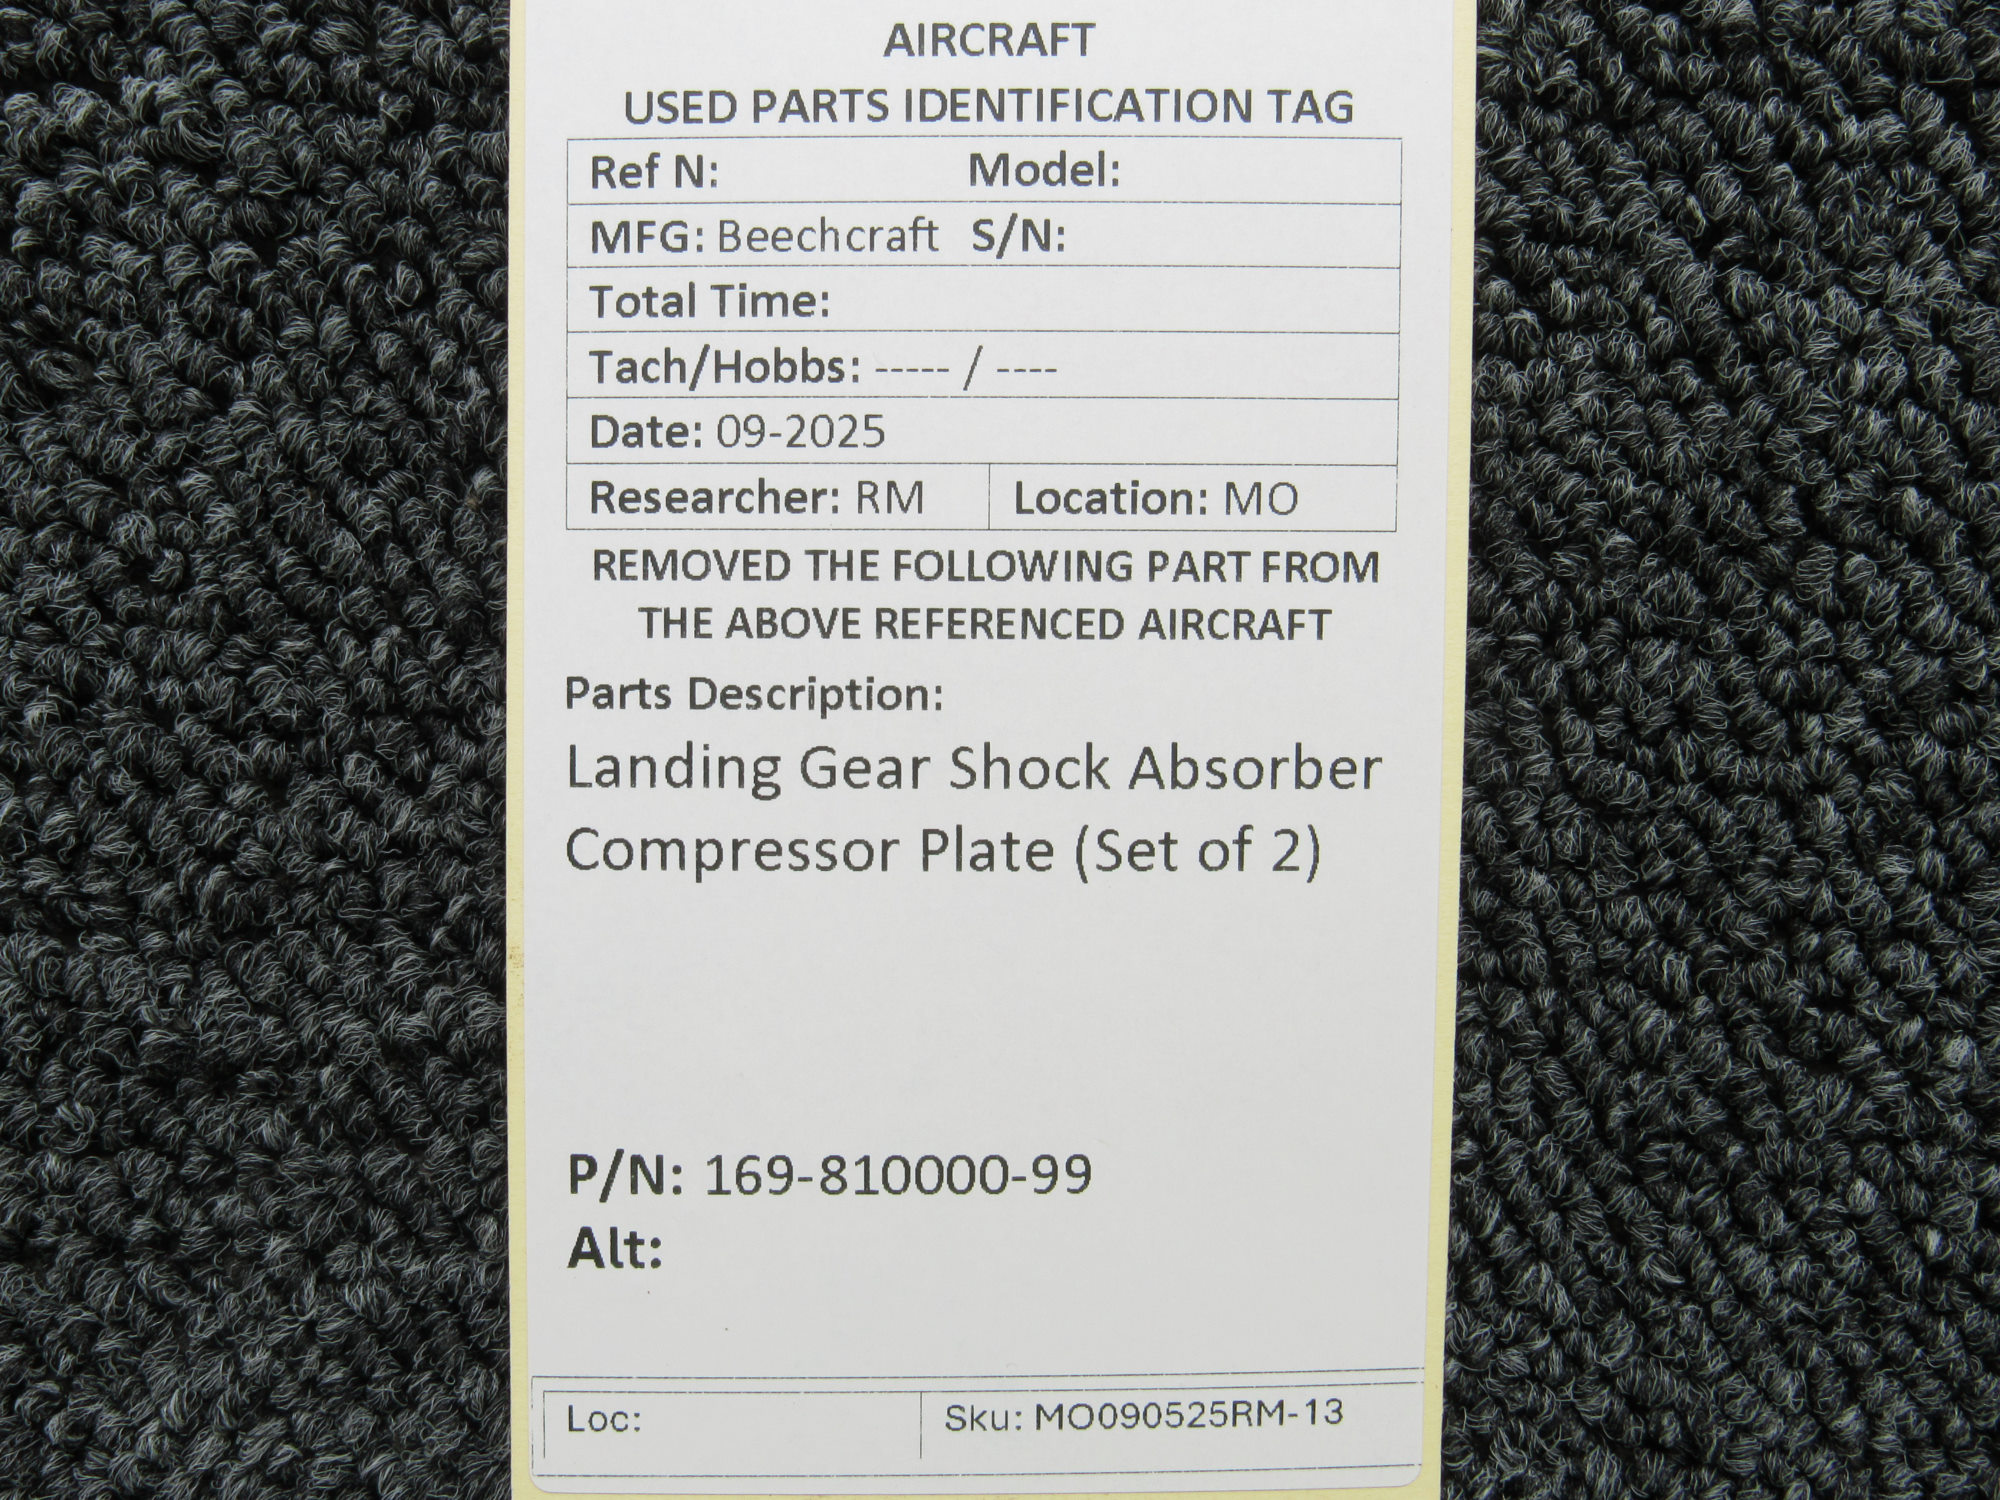 AIRCRAFT
USED PARTS IDENTIFICATION TAG
Ref N: Model:
MFG: Beechcraft S/N:
Total Time:
Tach/Hobbs: ----- / ----
Date: 09-2025
Researcher: RM Location: MO
REMOVED THE FOLLOWING PART FROM
THE ABOVE REFERENCED AIRCRAFT
Parts Description:
Landing Gear Shock Absorber
Compressor Plate (Set of 2)
P/N: 169-810000-99
Alt:
Loc: Sku: MO090525RM-13